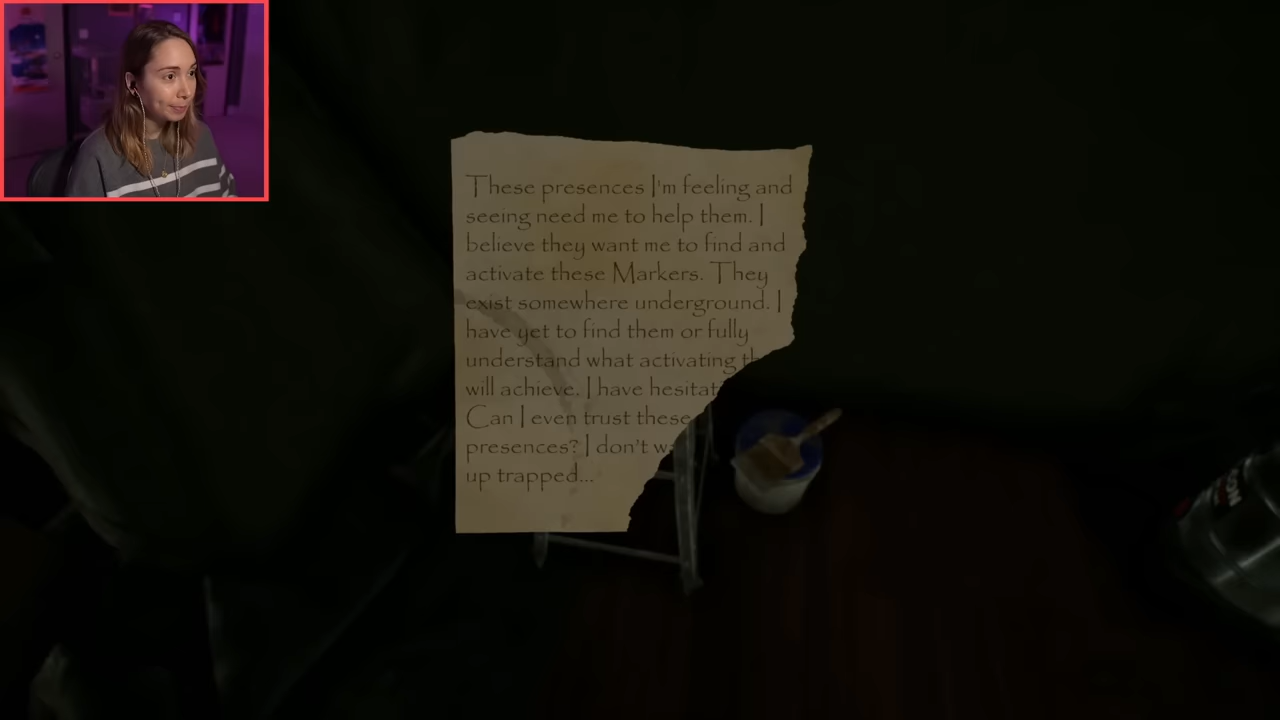 These presences I'm feeling and
seeing need me to help them. I
believe they want me to find and
activate these Markers. They
exist somewhere underground. I
have yet to find them or fully
understand what activating
will achieve. I have
Can I even trust these
presences? I don't
up trapped...